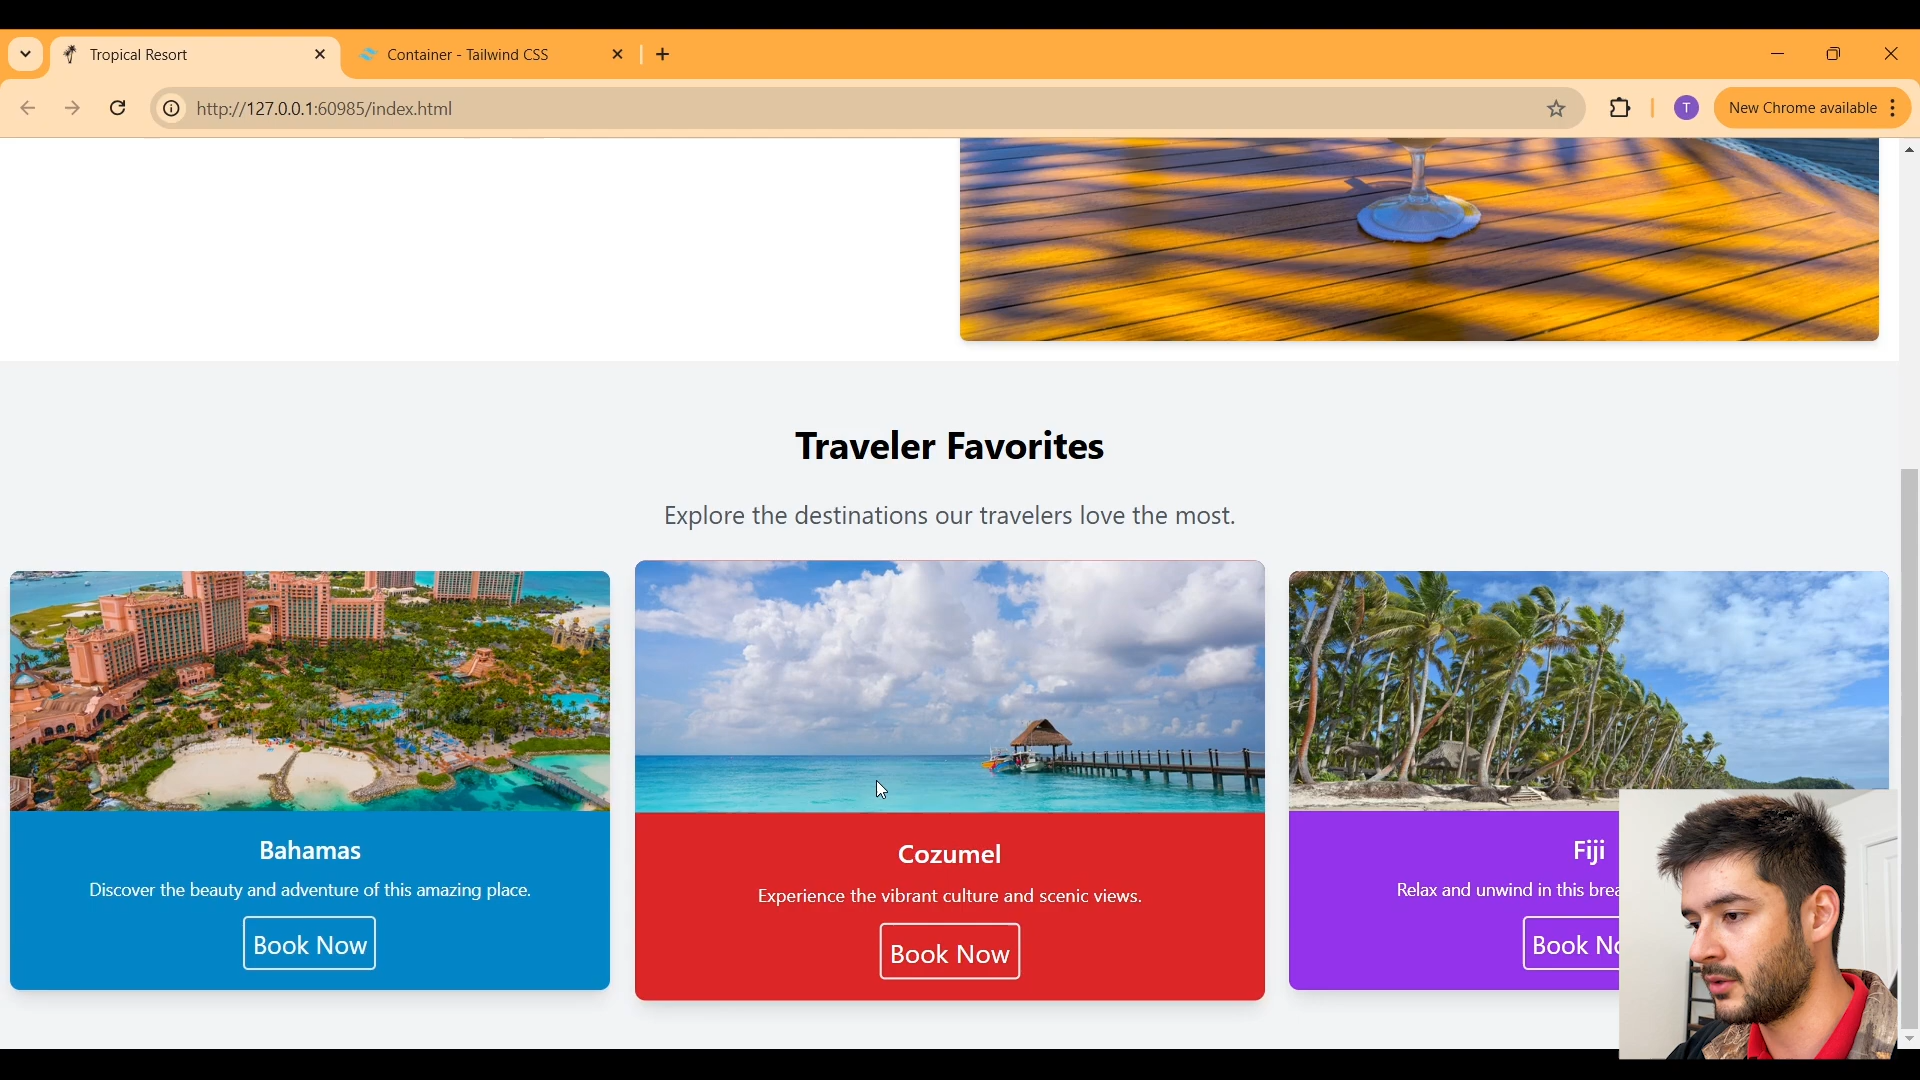 Tropical Resort
Container - Tailwind CSS
http://127.0.0.1:60985/index.html
T
New Chrome available
Traveler Favorites
Explore the destinations our travelers love the most.
Bahamas
Discover the beauty and adventure of this amazing place.
Book Now
Cozumel
Experience the vibrant culture and scenic views.
Book Now
Fiji
Relax and unwind in this
Book